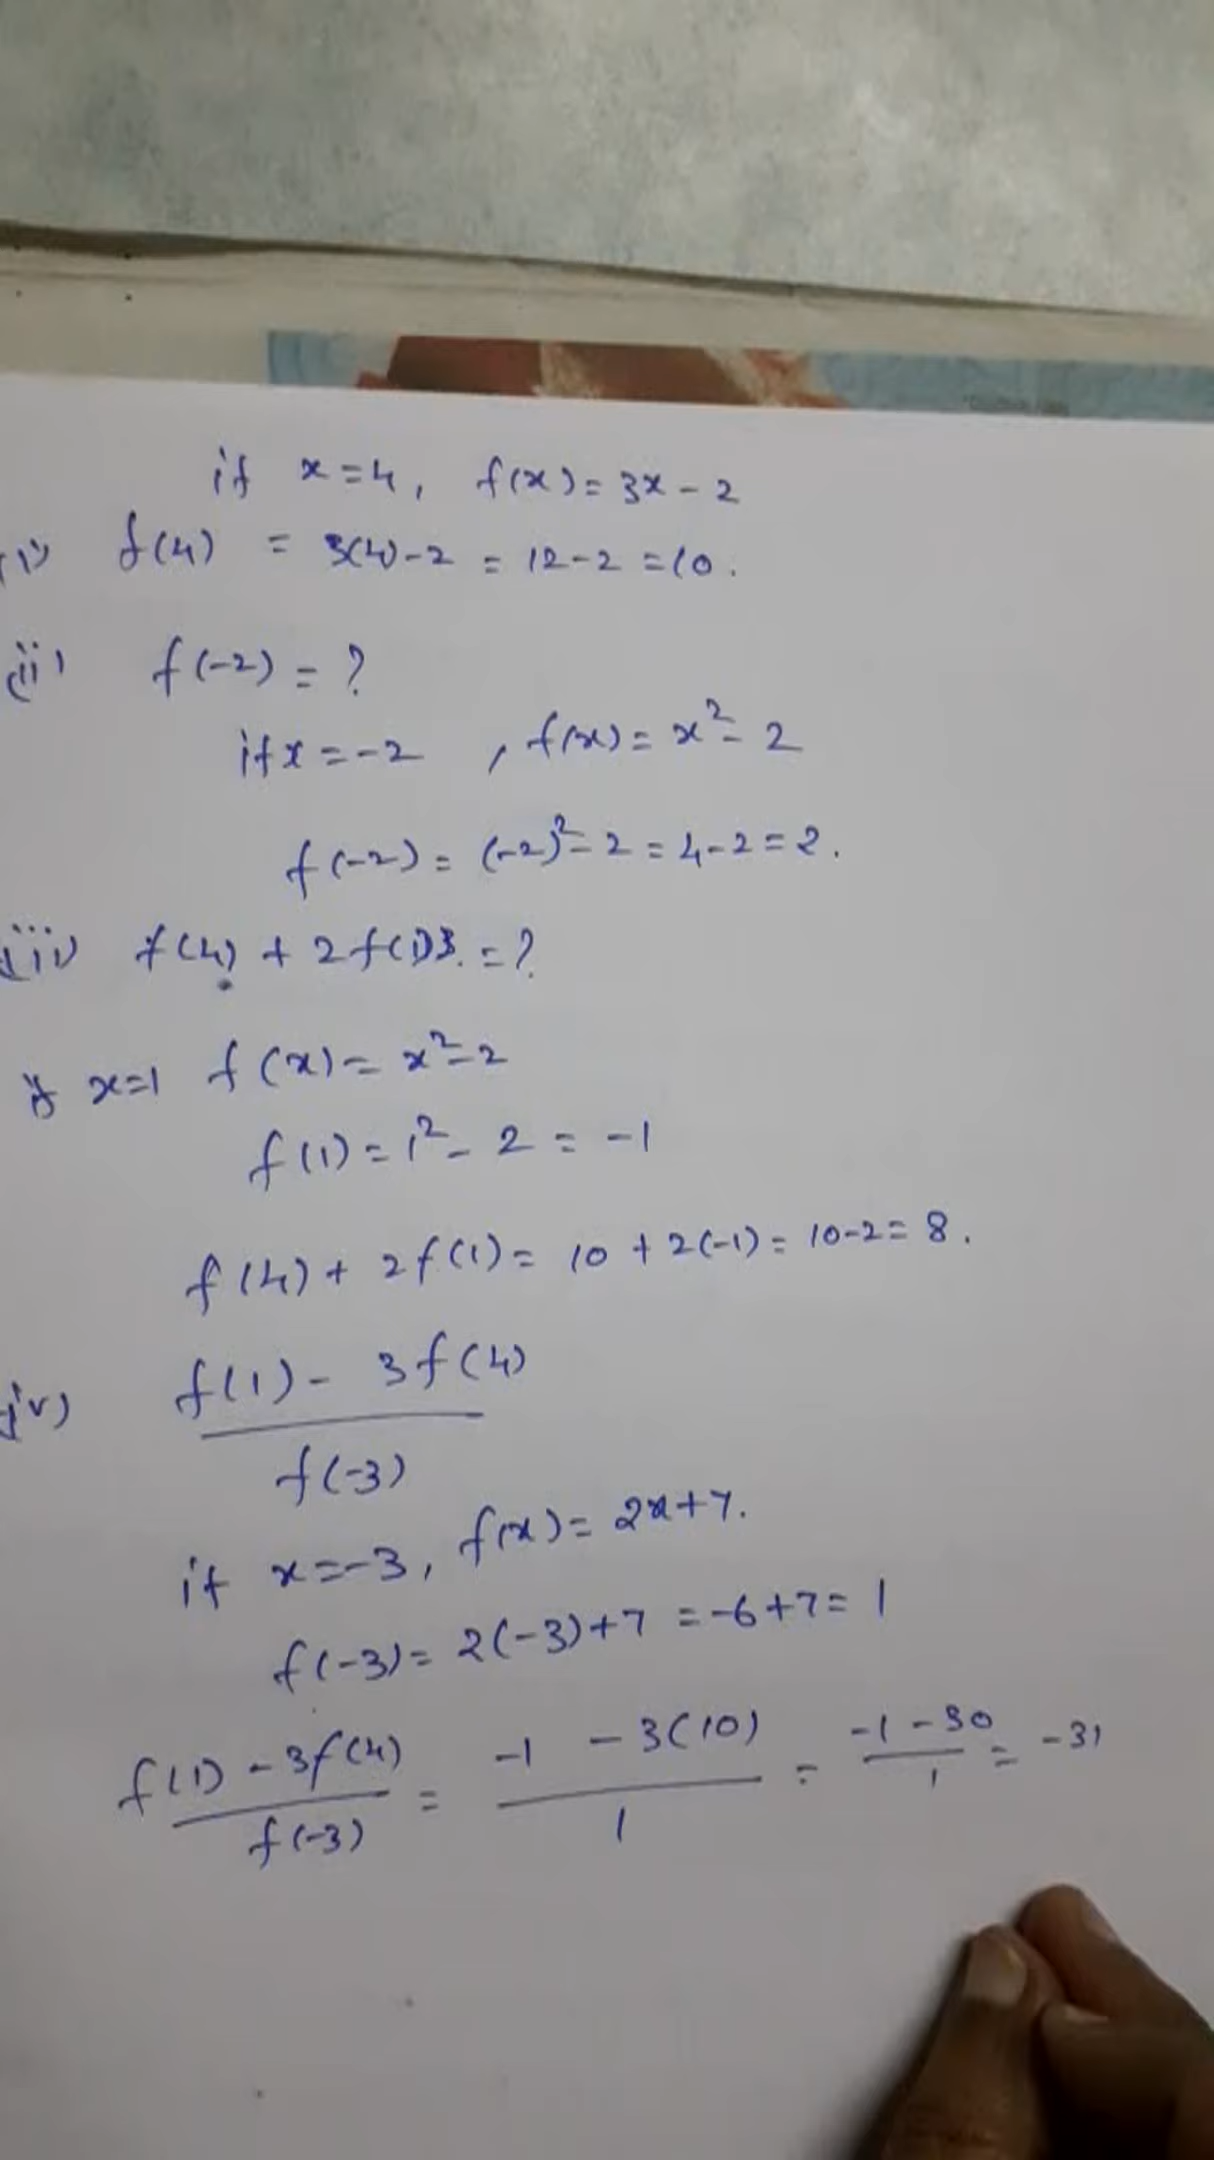 if x=4, f(x)=3x-2
(i) f(4) = 3(4)-2 = 12-2 =10.
(ii) f(-2) = ?
if x=-2 , f(x)= x²-2
f(-2)= (-2)²-2=4-2=2.
(iii) f(4) + 2f(1) = ?
if x=1 f(x)= x²-2
f(1)=1²-2 = -1
f(4)+ 2f(1)= 10 +2(-1)= 10-2= 8.
iv) f(1)- 3f(4)
f(-3)
if x=-3, f(x)= 2x+7.
f(-3)= 2(-3)+7 =-6+7= 1
f(1) -3f(4) / f(-3) = -1 -3(10) / 1 = -1-30 / 1 = -31